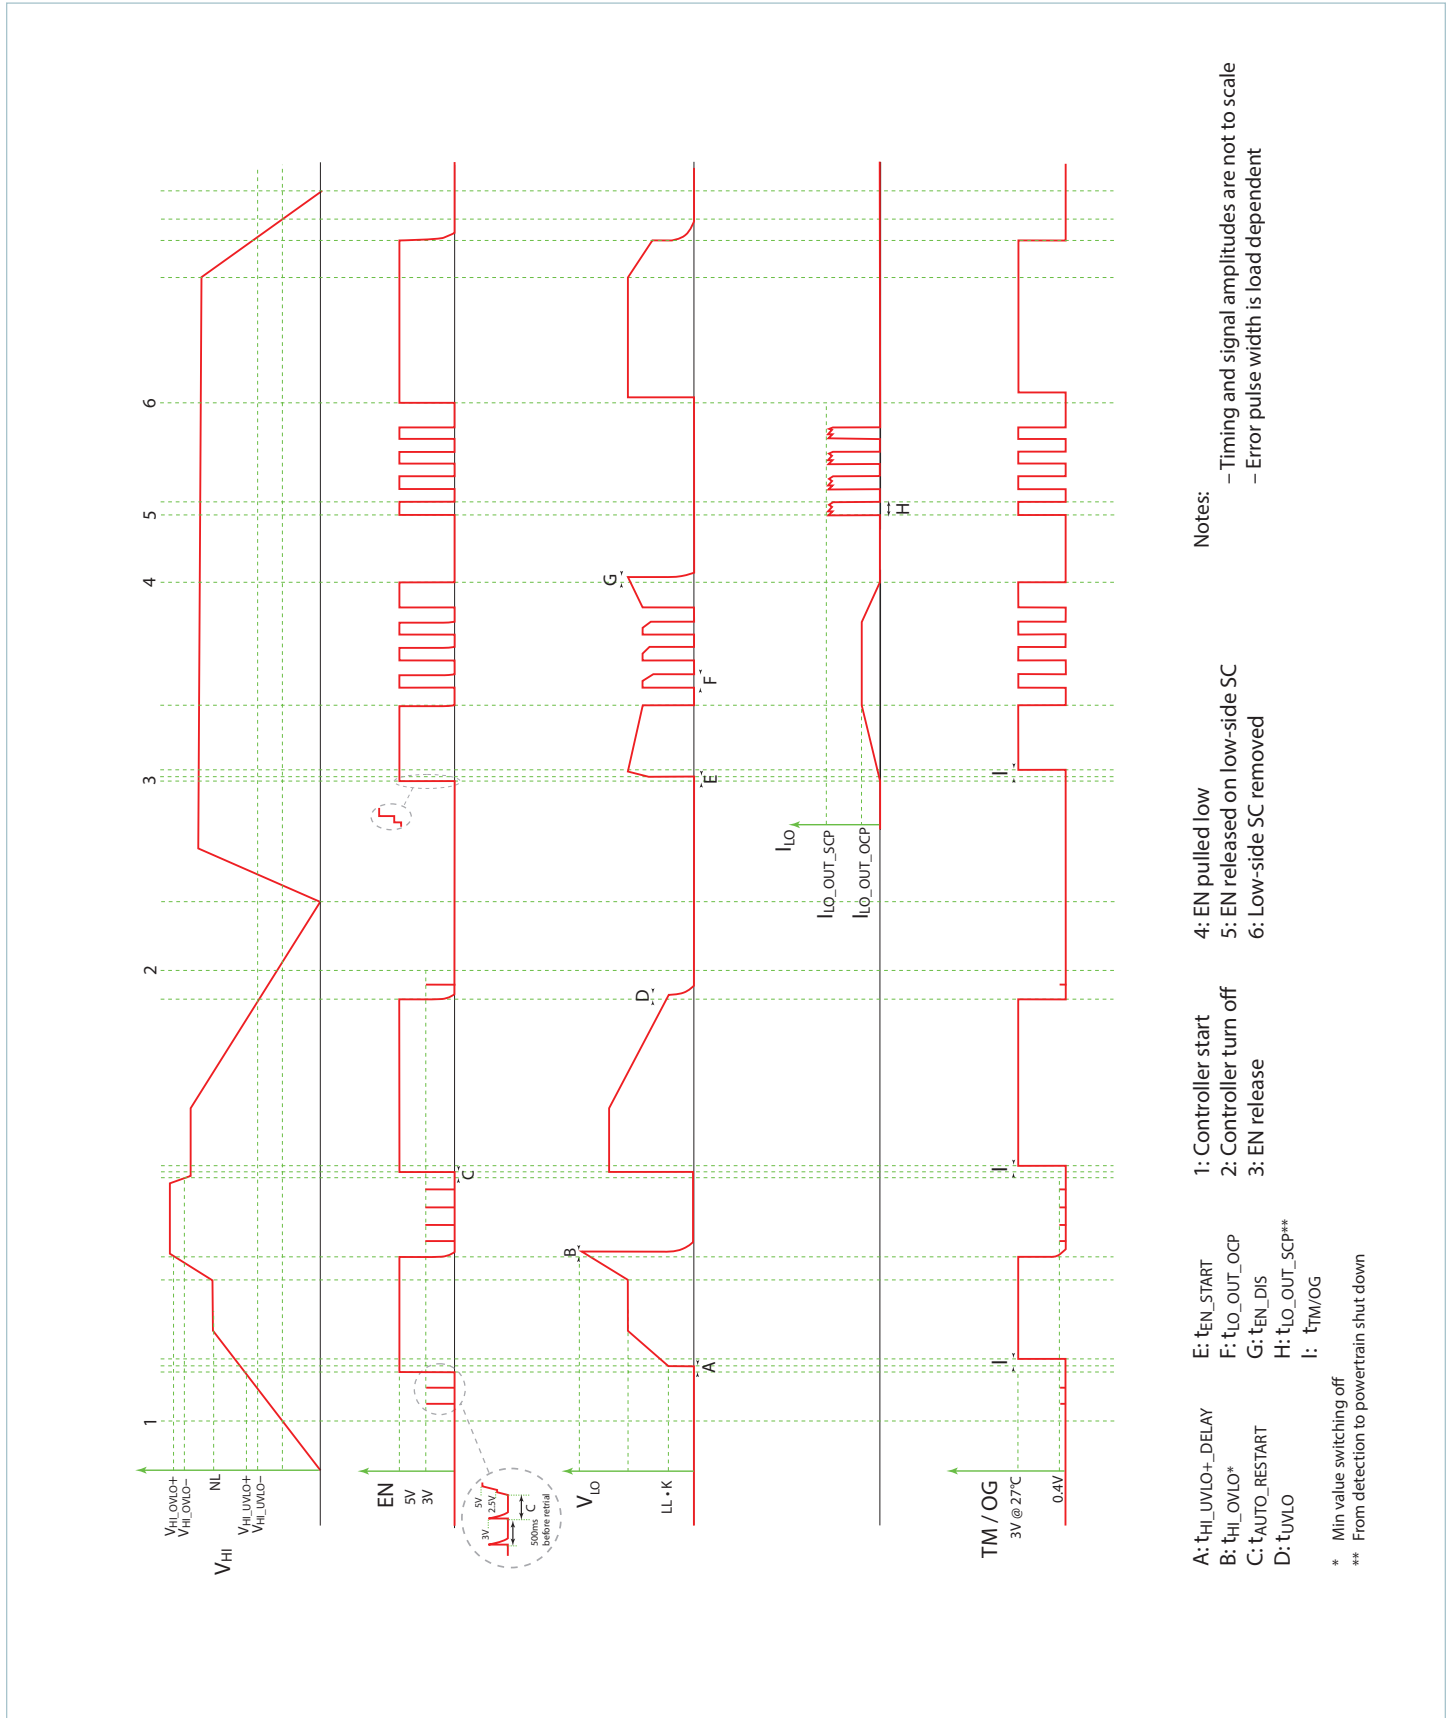 1
2
3
4
5
6
VHI_OVLO+
VHI_OVLO–
NL
VHI_UVLO+
VHI_UVLO–
VHI
EN
5V
3V
C
3V
5V
2.5V
C
500ms
before retrial
VLO
LL • K
A
B
D
E
F
G
ILO
ILO_OUT_SCP
ILO_OUT_OCP
H
TM / OG
3V @ 27°C
0.4V
I
I
I
A: tHI_UVLO+_DELAY
B: tHI_OVLO*
C: tAUTO_RESTART
D: tUVLO
E: tEN_START
F: tLO_OUT_OCP
G: tEN_DIS
H: tLO_OUT_SCP**
I: tTM/OG
1: Controller start
2: Controller turn off
3: EN release
4: EN pulled low
5: EN released on low-side SC
6: Low-side SC removed
Notes:
– Timing and signal amplitudes are not to scale
– Error pulse width is load dependent
* Min value switching off
** From detection to powertrain shut down